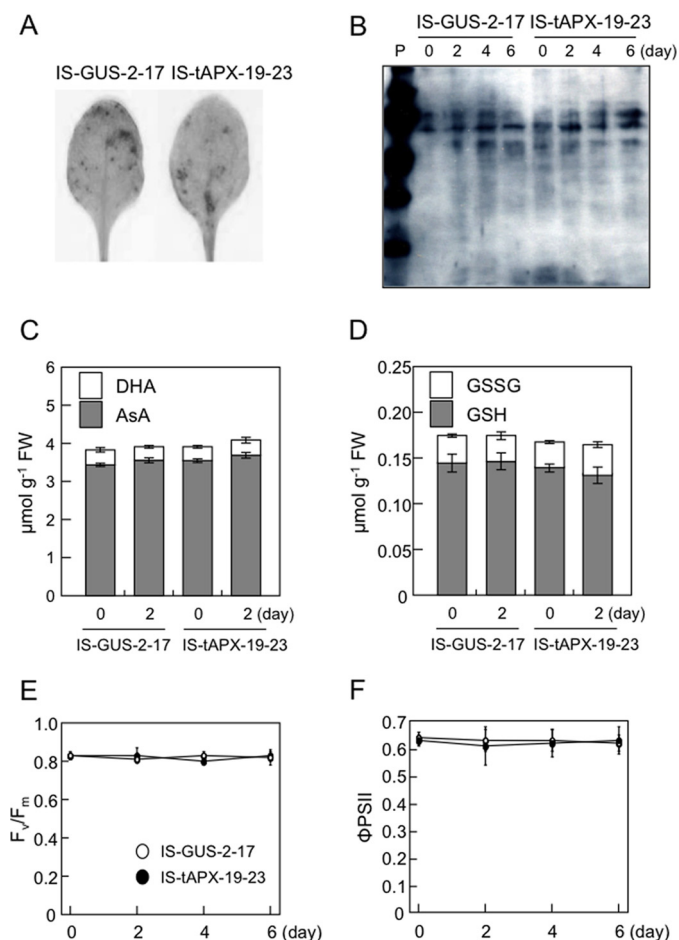 A
IS-GUS-2-17 IS-tAPX-19-23
B
IS-GUS-2-17 IS-tAPX-19-23
P 0 2 4 6 0 2 4 6 (day)
C
6
5
4
3
2
1
0
µmol g⁻¹ FW
DHA
AsA
0 2 0 2 (day)
IS-GUS-2-17 IS-tAPX-19-23
D
0.25
0.20
0.15
0.10
0.05
0
µmol g⁻¹ FW
GSSG
GSH
0 2 0 2 (day)
IS-GUS-2-17 IS-tAPX-19-23
E
1.0
0.8
0.6
0.4
0.2
0
Fv/Fm
IS-GUS-2-17
IS-tAPX-19-23
0 2 4 6 (day)
F
0.7
0.6
0.5
0.4
0.3
0.2
0.1
0
ΦPSII
0 2 4 6 (day)